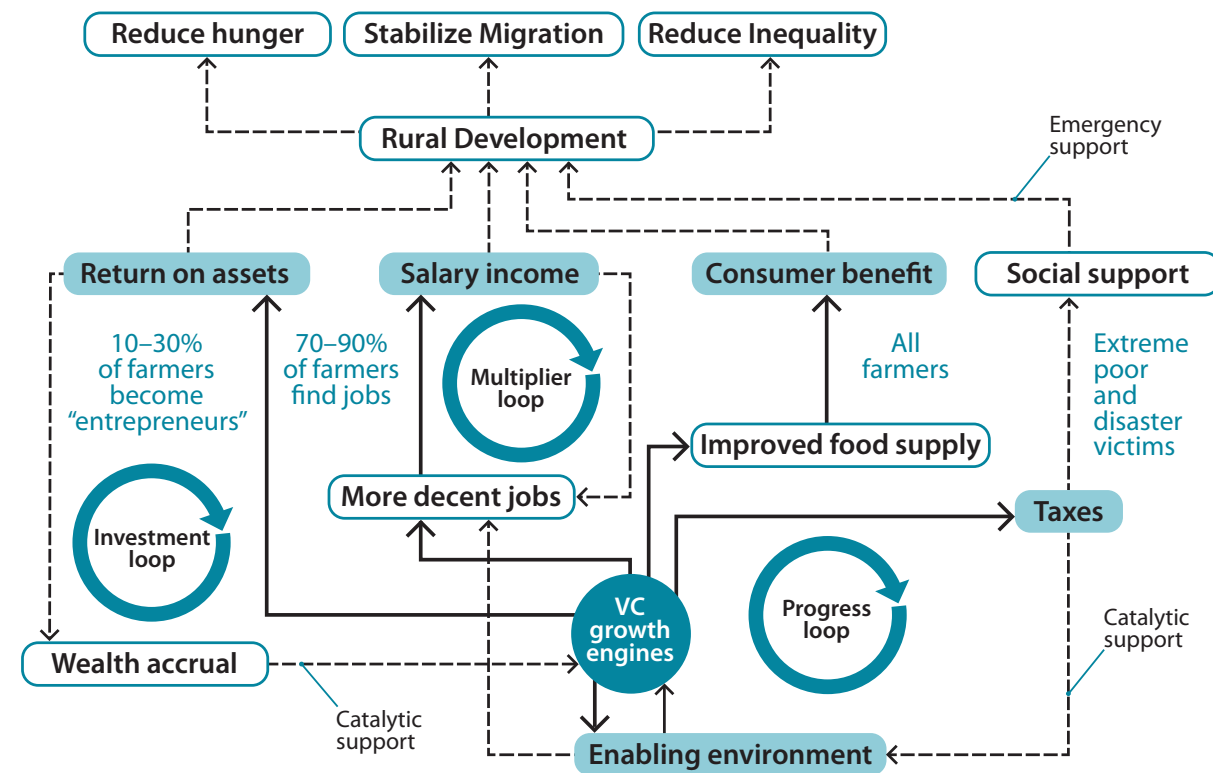 Reduce hunger
Stabilize Migration
Reduce Inequality
Rural Development
Emergency
support
Return on assets
Salary income
Consumer benefit
Social support
10–30%
of farmers
become
“entrepreneurs”
70–90%
of farmers
find jobs
Multiplier
loop
All
farmers
Extreme
poor
and
disaster
victims
Improved food supply
More decent jobs
Taxes
Investment
loop
VC
growth
engines
Progress
loop
Wealth accrual
Catalytic
support
Catalytic
support
Enabling environment